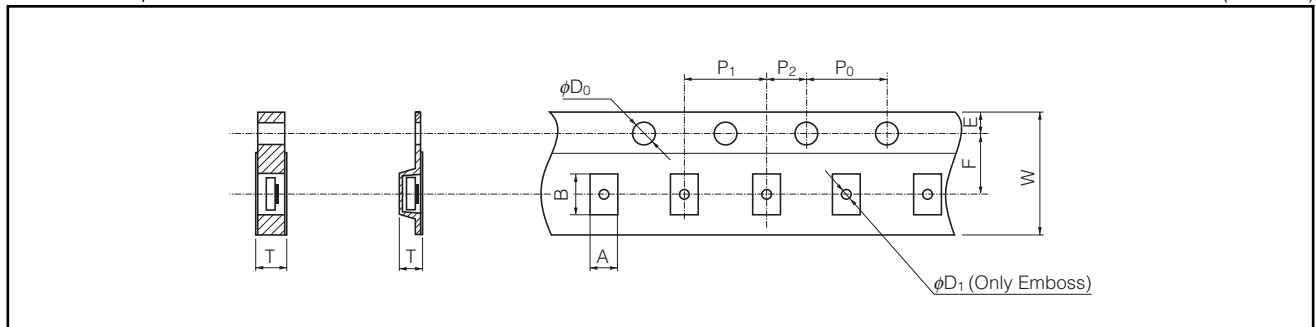 P₁ P₂ P₀
ϕD₀
E
F
W
B
A
T T
ϕD₁ (Only Emboss)